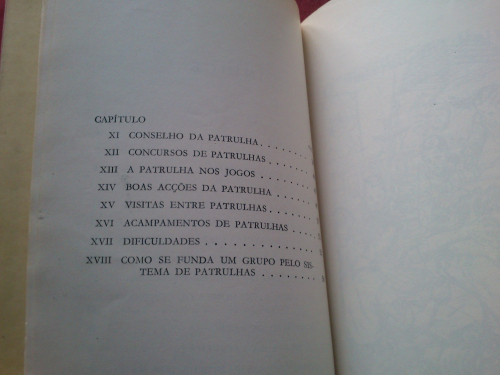 CAPÍTULO
XI CONSELHO DA PATRULHA . . . . . .
XII CONCURSOS DE PATRULHAS . . . . .
XIII A PATRULHA NOS JOGOS . . . . . .
XIV BOAS ACÇÕES DA PATRULHA . . . . .
XV VISITAS ENTRE PATRULHAS . . . . .
XVI ACAMPAMENTOS DE PATRULHAS . . .
XVII DIFICULDADES . . . . . . . . . . .
XVIII COMO SE FUNDA UM GRUPO PELO SIS-
TEMA DE PATRULHAS . . . . . . .